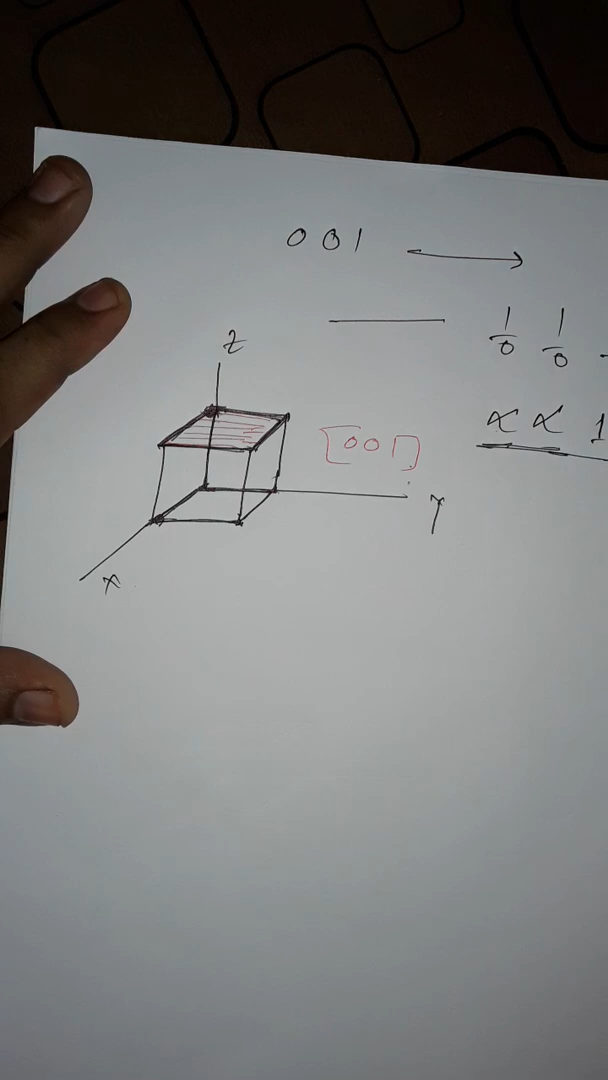 001
1/0 1/0
∝ ∝ 1
z
[001]
Y
x